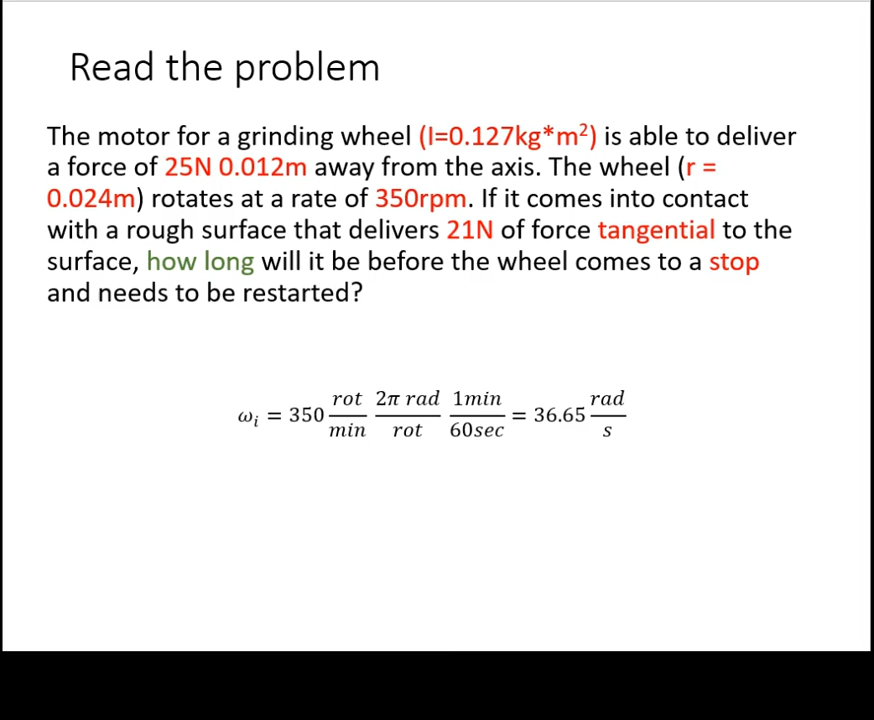 Read the problem
The motor for a grinding wheel (I=0.127kg*m²) is able to deliver
a force of 25N 0.012m away from the axis. The wheel (r =
0.024m) rotates at a rate of 350rpm. If it comes into contact
with a rough surface that delivers 21N of force tangential to the
surface, how long will it be before the wheel comes to a stop
and needs to be restarted?
ωᵢ = 350 rot/min 2π rad/rot 1min/60sec = 36.65 rad/s